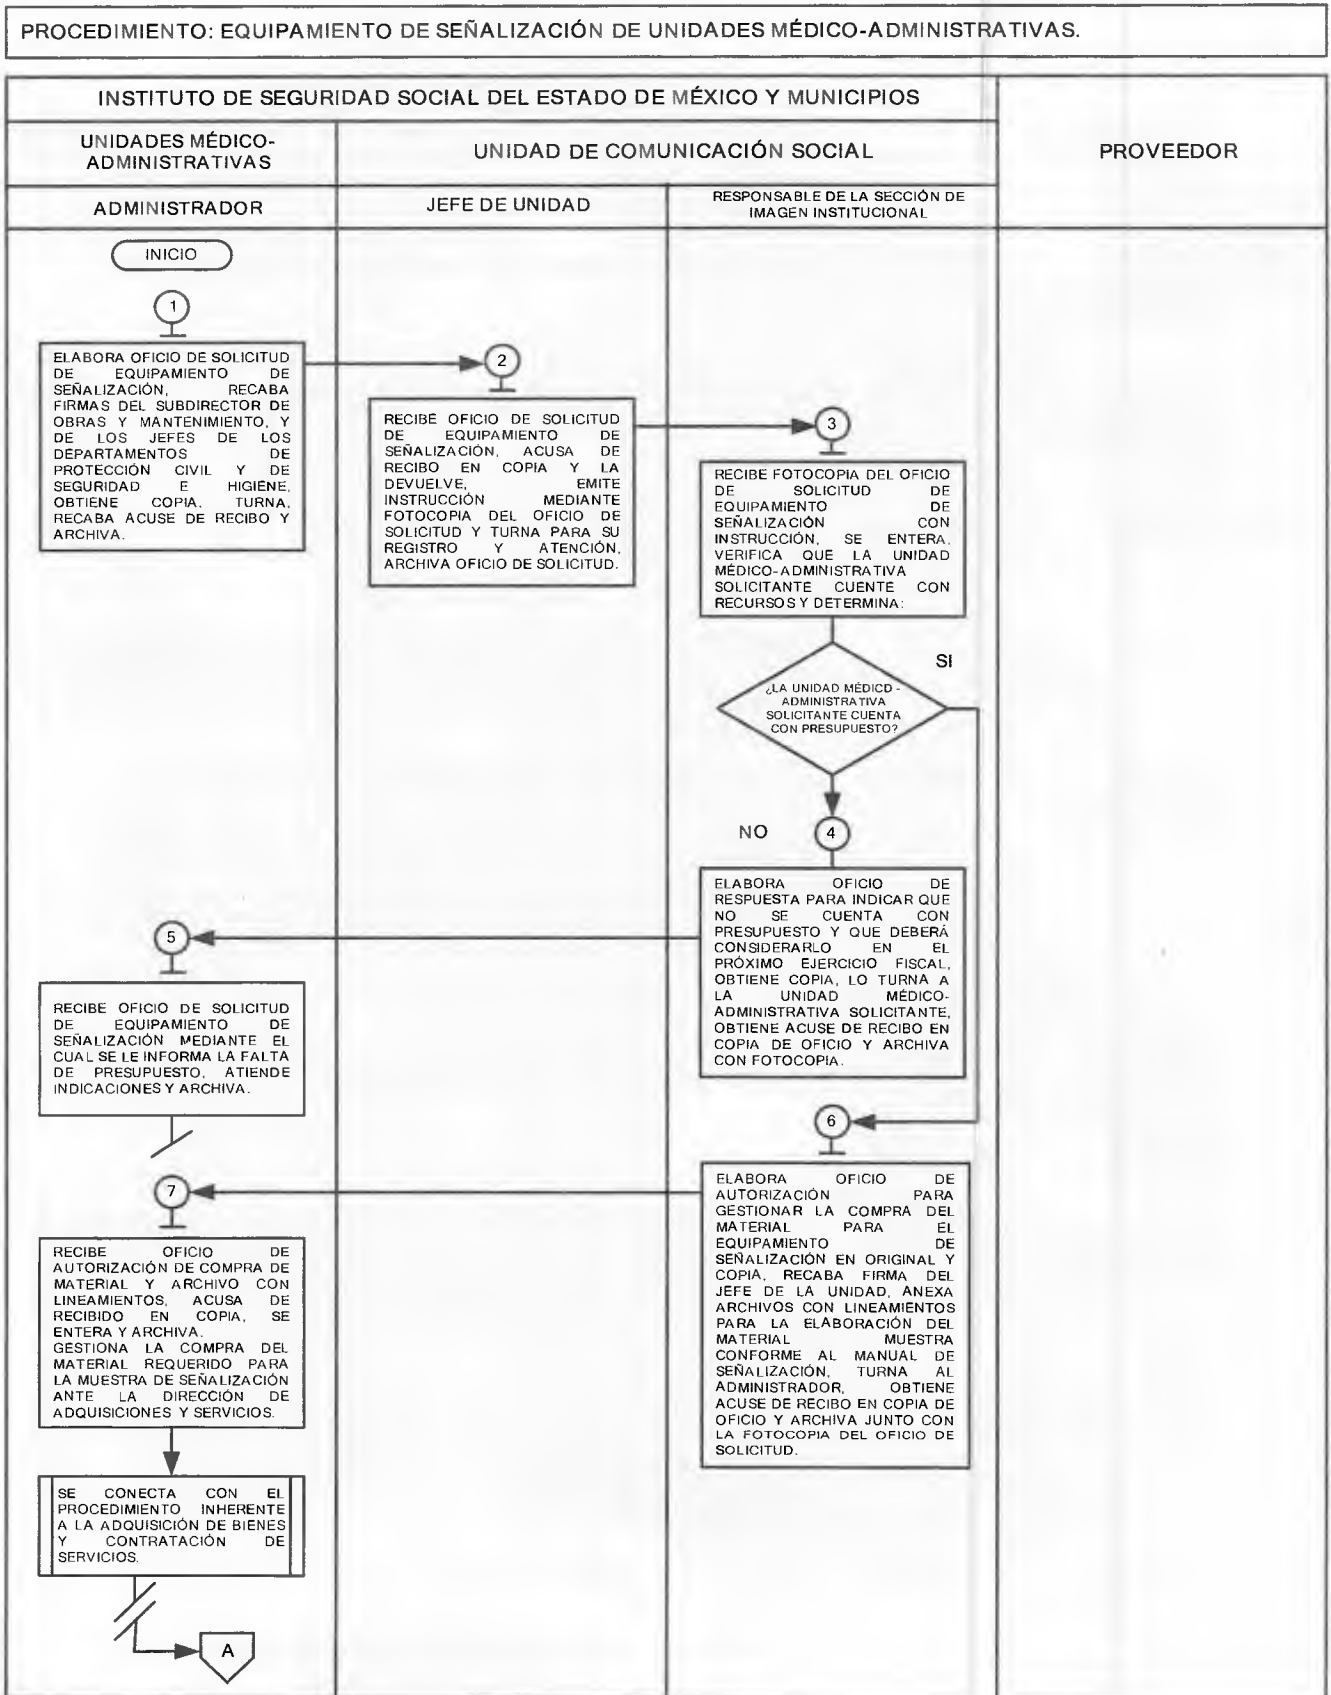 PROCEDIMIENTO: EQUIPAMIENTO DE SEÑALIZACIÓN DE UNIDADES MÉDICO-ADMINISTRATIVAS.
INSTITUTO DE SEGURIDAD SOCIAL DEL ESTADO DE MÉXICO Y MUNICIPIOS
UNIDADES MÉDICO-
ADMINISTRATIVAS
UNIDAD DE COMUNICACIÓN SOCIAL
PROVEEDOR
ADMINISTRADOR
JEFE DE UNIDAD
RESPONSABLE DE LA SECCIÓN DE
IMAGEN INSTITUCIONAL
INICIO
1
ELABORA OFICIO DE SOLICITUD
DE EQUIPAMIENTO DE
SEÑALIZACIÓN, RECABA
FIRMAS DEL SUBDIRECTOR DE
OBRAS Y MANTENIMIENTO, Y
DE LOS JEFES DE LOS
DEPARTAMENTOS DE
PROTECCIÓN CIVIL Y DE
SEGURIDAD E HIGIENE,
OBTIENE COPIA, TURNA,
RECABA ACUSE DE RECIBO Y
ARCHIVA.
2
RECIBE OFICIO DE SOLICITUD
DE EQUIPAMIENTO DE
SEÑALIZACIÓN, ACUSA DE
RECIBO EN COPIA Y LA
DEVUELVE, EMITE
INSTRUCCIÓN MEDIANTE
FOTOCOPIA DEL OFICIO DE
SOLICITUD Y TURNA PARA SU
REGISTRO Y ATENCIÓN,
ARCHIVA OFICIO DE SOLICITUD.
3
RECIBE FOTOCOPIA DEL OFICIO
DE SOLICITUD DE
EQUIPAMIENTO DE
SEÑALIZACIÓN CON
INSTRUCCIÓN, SE ENTERA,
VERIFICA QUE LA UNIDAD
MÉDICO-ADMINISTRATIVA
SOLICITANTE CUENTE CON
RECURSOS Y DETERMINA:
SI
¿LA UNIDAD MÉDICO -
ADMINISTRATIVA
SOLICITANTE CUENTA
CON PRESUPUESTO?
NO
4
ELABORA OFICIO DE
RESPUESTA PARA INDICAR QUE
NO SE CUENTA CON
PRESUPUESTO Y QUE DEBERÁ
CONSIDERARLO EN EL
PRÓXIMO EJERCICIO FISCAL,
OBTIENE COPIA, LO TURNA A
LA UNIDAD MÉDICO-
ADMINISTRATIVA SOLICITANTE,
OBTIENE ACUSE DE RECIBO EN
COPIA DE OFICIO Y ARCHIVA
CON FOTOCOPIA.
5
RECIBE OFICIO DE SOLICITUD
DE EQUIPAMIENTO DE
SEÑALIZACIÓN MEDIANTE EL
CUAL SE LE INFORMA LA FALTA
DE PRESUPUESTO, ATIENDE
INDICACIONES Y ARCHIVA.
6
ELABORA OFICIO DE
AUTORIZACIÓN PARA
GESTIONAR LA COMPRA DEL
MATERIAL PARA EL
EQUIPAMIENTO DE
SEÑALIZACIÓN EN ORIGINAL Y
COPIA, RECABA FIRMA DEL
JEFE DE LA UNIDAD, ANEXA
ARCHIVOS CON LINEAMIENTOS
PARA LA ELABORACIÓN DEL
MATERIAL MUESTRA
CONFORME AL MANUAL DE
SEÑALIZACIÓN, TURNA AL
ADMINISTRADOR, OBTIENE
ACUSE DE RECIBO EN COPIA DE
OFICIO Y ARCHIVA JUNTO CON
LA FOTOCOPIA DEL OFICIO DE
SOLICITUD.
7
RECIBE OFICIO DE
AUTORIZACIÓN DE COMPRA DE
MATERIAL Y ARCHIVO CON
LINEAMIENTOS, ACUSA DE
RECIBIDO EN COPIA, SE
ENTERA Y ARCHIVA.
GESTIONA LA COMPRA DEL
MATERIAL REQUERIDO PARA
LA MUESTRA DE SEÑALIZACIÓN
ANTE LA DIRECCIÓN DE
ADQUISICIONES Y SERVICIOS.
SE CONECTA CON EL
PROCEDIMIENTO INHERENTE
A LA ADQUISICIÓN DE BIENES
Y CONTRATACIÓN DE
SERVICIOS.
A